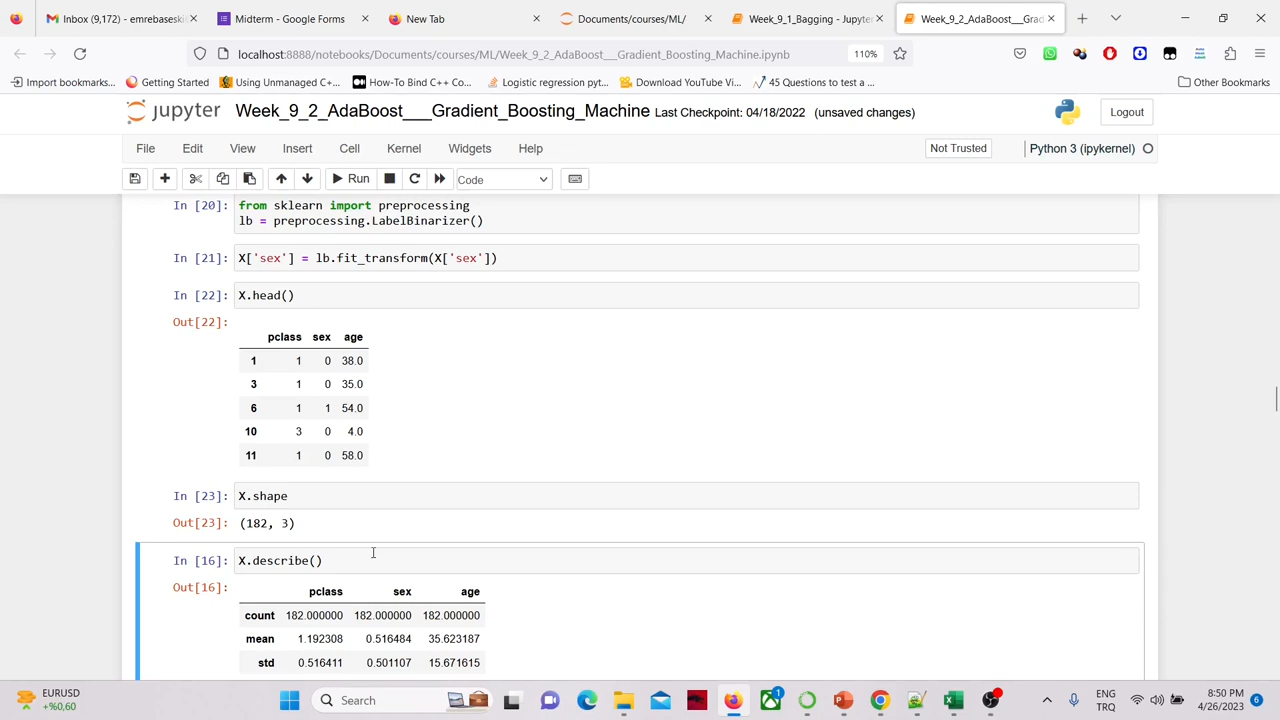 Inbox (9,172) - emrebaseski
Midterm - Google Forms
New Tab
Documents/courses/ML/
Week_9_1_Bagging - Jupyter
Week_9_2_AdaBoost___Grad
localhost:8888/notebooks/Documents/courses/ML/Week_9_2_AdaBoost___Gradient_Boosting_Machine.ipynb
110%
Import bookmarks...
Getting Started
Using Unmanaged C+...
How-To Bind C++ Co...
Logistic regression pyt...
Download YouTube Vi...
45 Questions to test a ...
Other Bookmarks
jupyter
Week_9_2_AdaBoost___Gradient_Boosting_Machine Last Checkpoint: 04/18/2022 (unsaved changes)
Logout
File Edit View Insert Cell Kernel Widgets Help
Not Trusted
Python 3 (ipykernel)
Run
Code
In [20]: from sklearn import preprocessing
lb = preprocessing.LabelBinarizer()
In [21]: X['sex'] = lb.fit_transform(X['sex'])
In [22]: X.head()
Out[22]:
pclass sex age
1 1 0 38.0
3 1 0 35.0
6 1 1 54.0
10 3 0 4.0
11 1 0 58.0
In [23]: X.shape
Out[23]: (182, 3)
In [16]: X.describe()
Out[16]:
pclass sex age
count 182.000000 182.000000 182.000000
mean 1.192308 0.516484 35.623187
std 0.516411 0.501107 15.671615
EURUSD
+%0,60
Search
1
ENG
TRQ
8:50 PM
4/26/2023
6